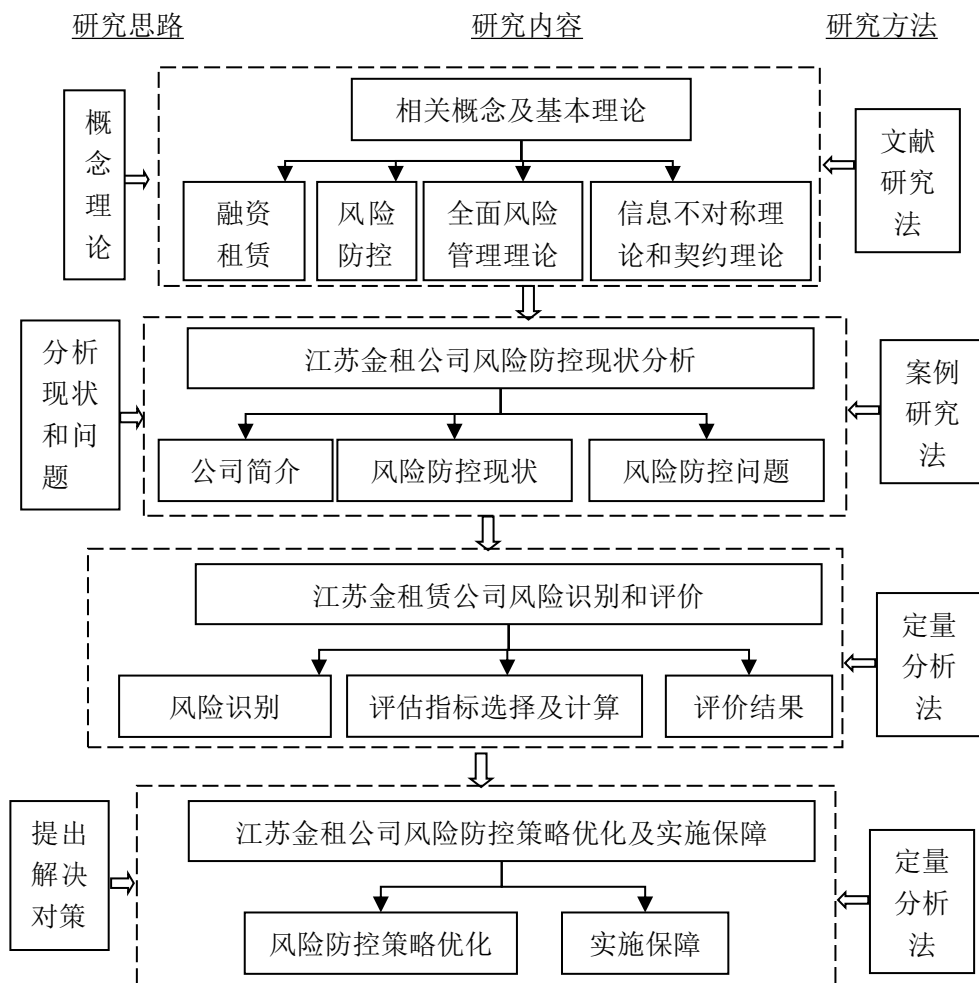 研究思路
研究内容
研究方法
概
念
理
论
相关概念及基本理论
融资
租赁
风险
防控
全面风险
管理理论
信息不对称理
论和契约理论
文献
研究
法
分析
现状
和问
题
江苏金租公司风险防控现状分析
公司简介
风险防控现状
风险防控问题
案例
研究
法
江苏金租赁公司风险识别和评价
风险识别
评估指标选择及计算
评价结果
定量
分析
法
提出
解决
对策
江苏金租公司风险防控策略优化及实施保障
风险防控策略优化
实施保障
定量
分析
法